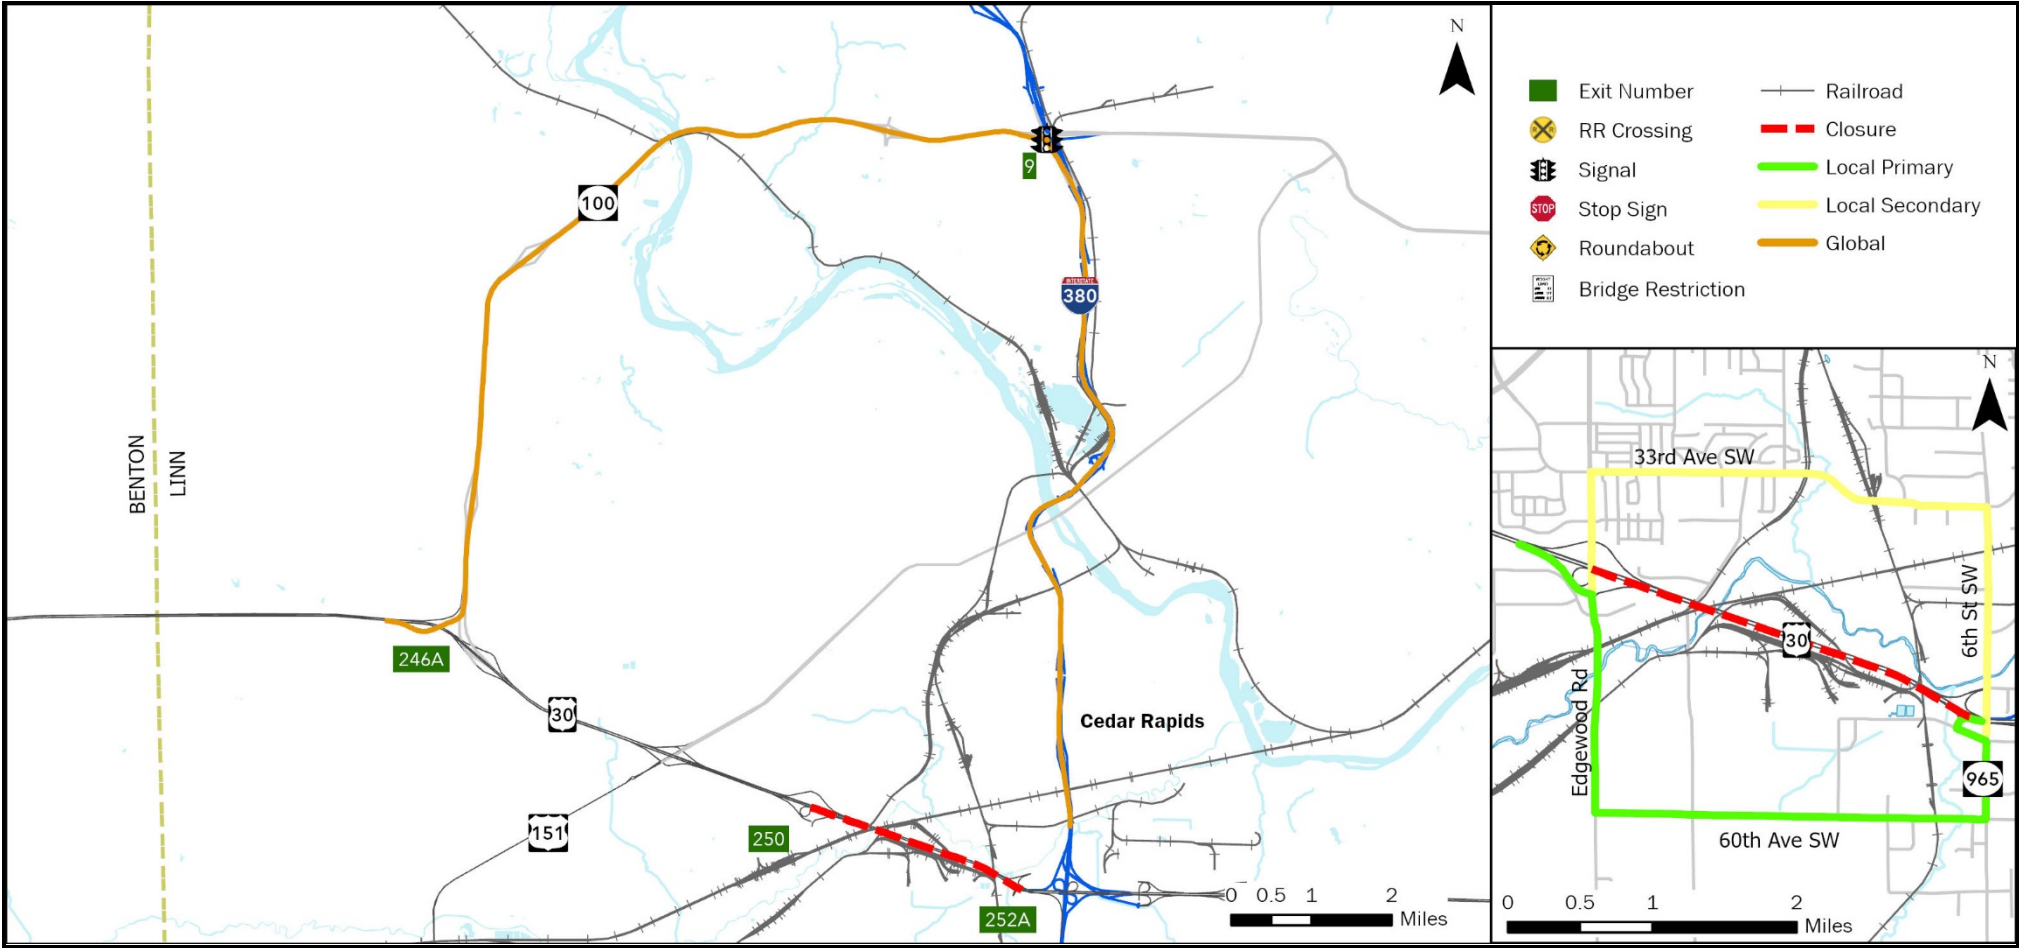 N
9
100
INTERSTATE
380
BENTON
LINN
246A
30
Cedar Rapids
151
250
252A
0 0.5 1 2
Miles
Exit Number
RR Crossing
Signal
STOP
Stop Sign
Roundabout
Bridge Restriction
Railroad
Closure
Local Primary
Local Secondary
Global
N
33rd Ave SW
6th St SW
30
Edgewood Rd
965
60th Ave SW
0 0.5 1 2
Miles